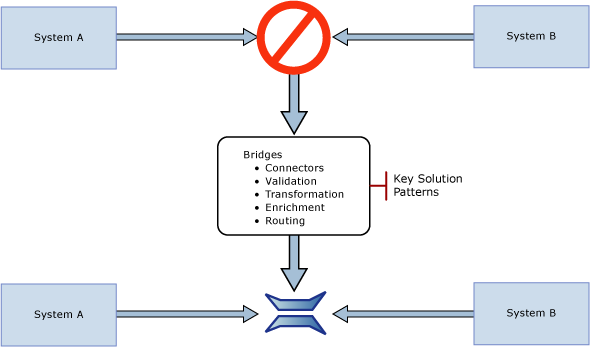 System A
System B
Bridges
• Connectors
• Validation
• Transformation
• Enrichment
• Routing
Key Solution
Patterns
System A
System B